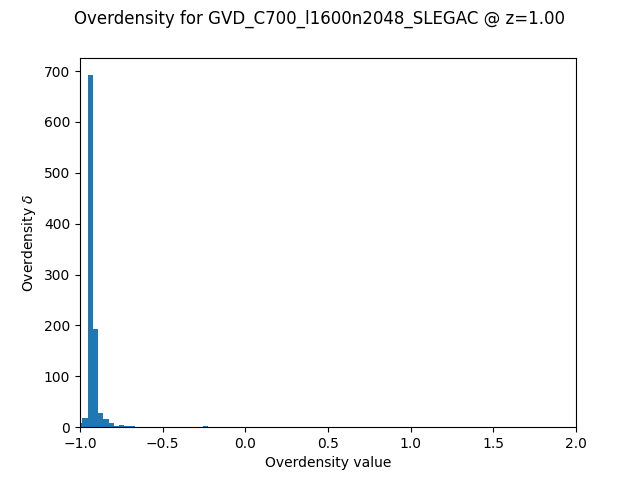 Overdensity for GVD_C700_l1600n2048_SLEGAC @ z=1.00
700
600
500
400
300
200
100
0
Overdensity δ
−1.0 −0.5 0.0 0.5 1.0 1.5 2.0
Overdensity value